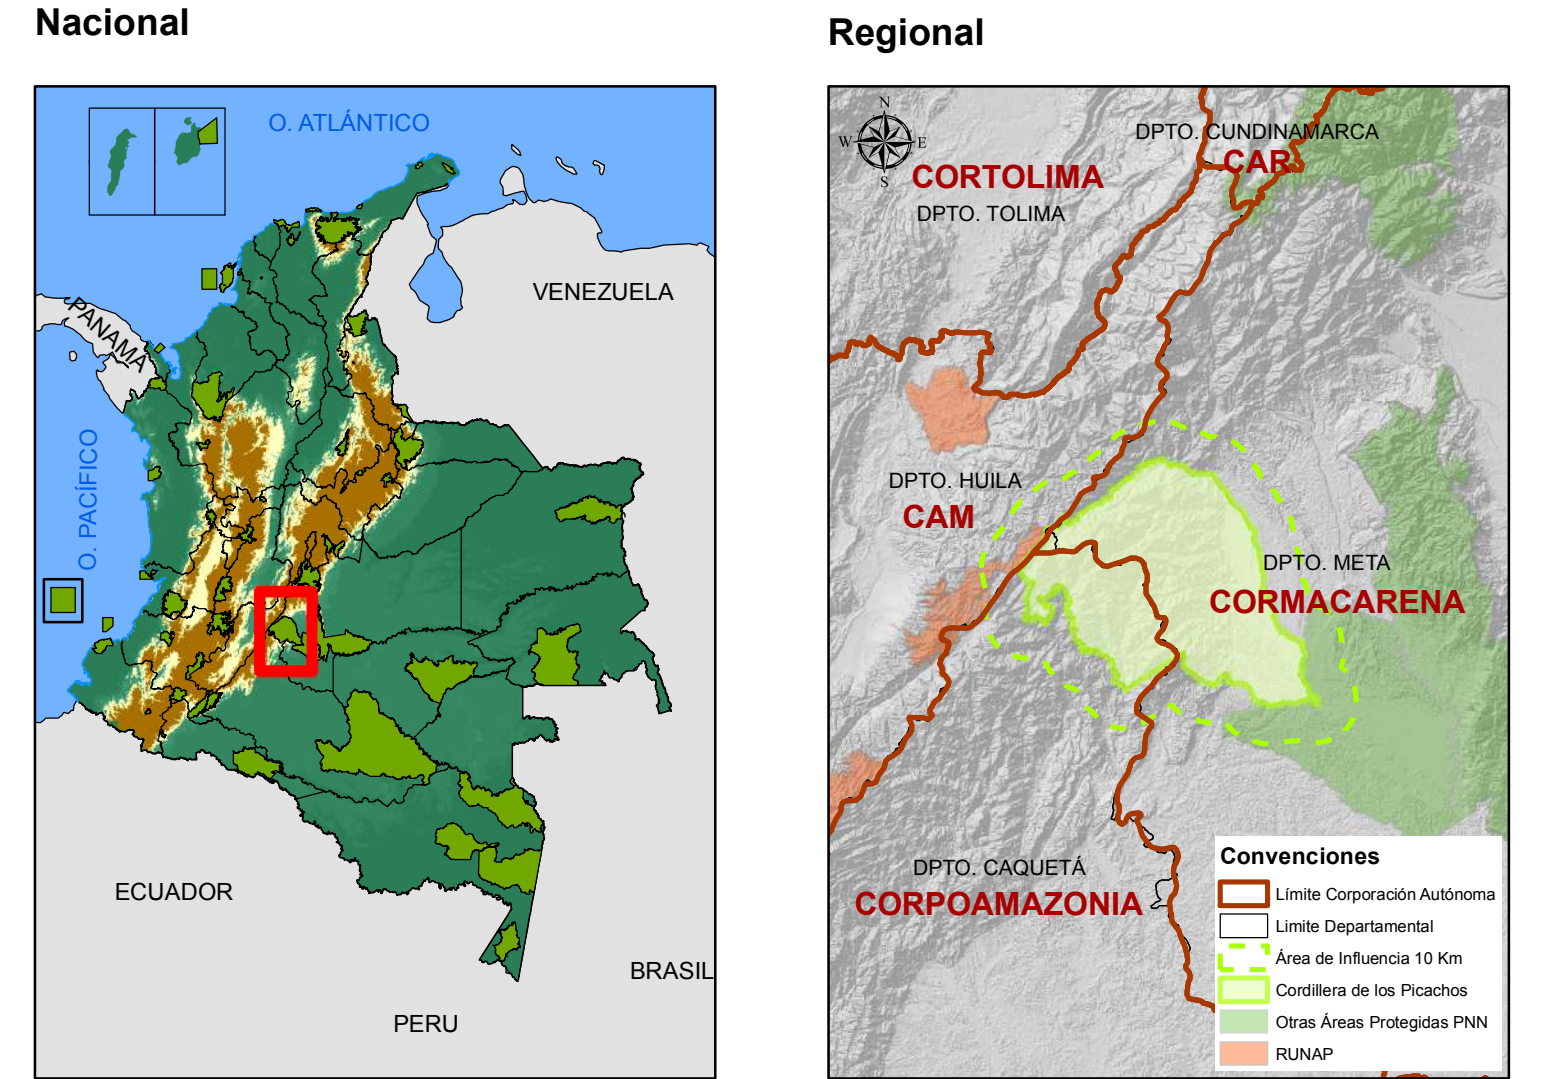 Nacional
O. ATLÁNTICO
VENEZUELA
PANAMA
O. PACÍFICO
ECUADOR
BRASIL
PERU
Regional
N
W
E
S
DPTO. CUNDINAMARCA
CAR
CORTOLIMA
DPTO. TOLIMA
DPTO. HUILA
CAM
DPTO. META
CORMACARENA
DPTO. CAQUETÁ
CORPOAMAZONIA
Convenciones
Límite Corporación Autónoma
Limite Departamental
Área de Influencia 10 Km
Cordillera de los Picachos
Otras Áreas Protegidas PNN
RUNAP